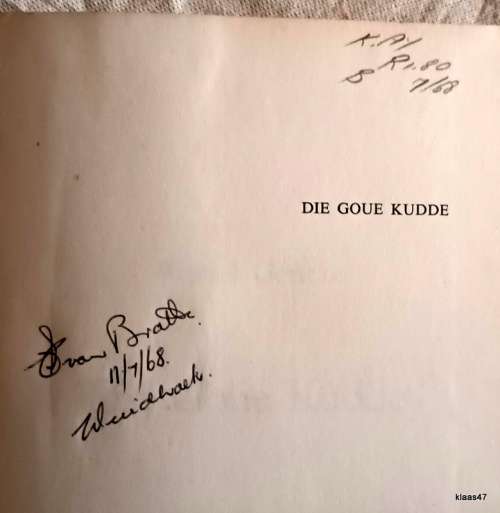 K. A/
R1.80
B 7/68
DIE GOUE KUDDE
11/7/68.
Windhoek.
klaas47